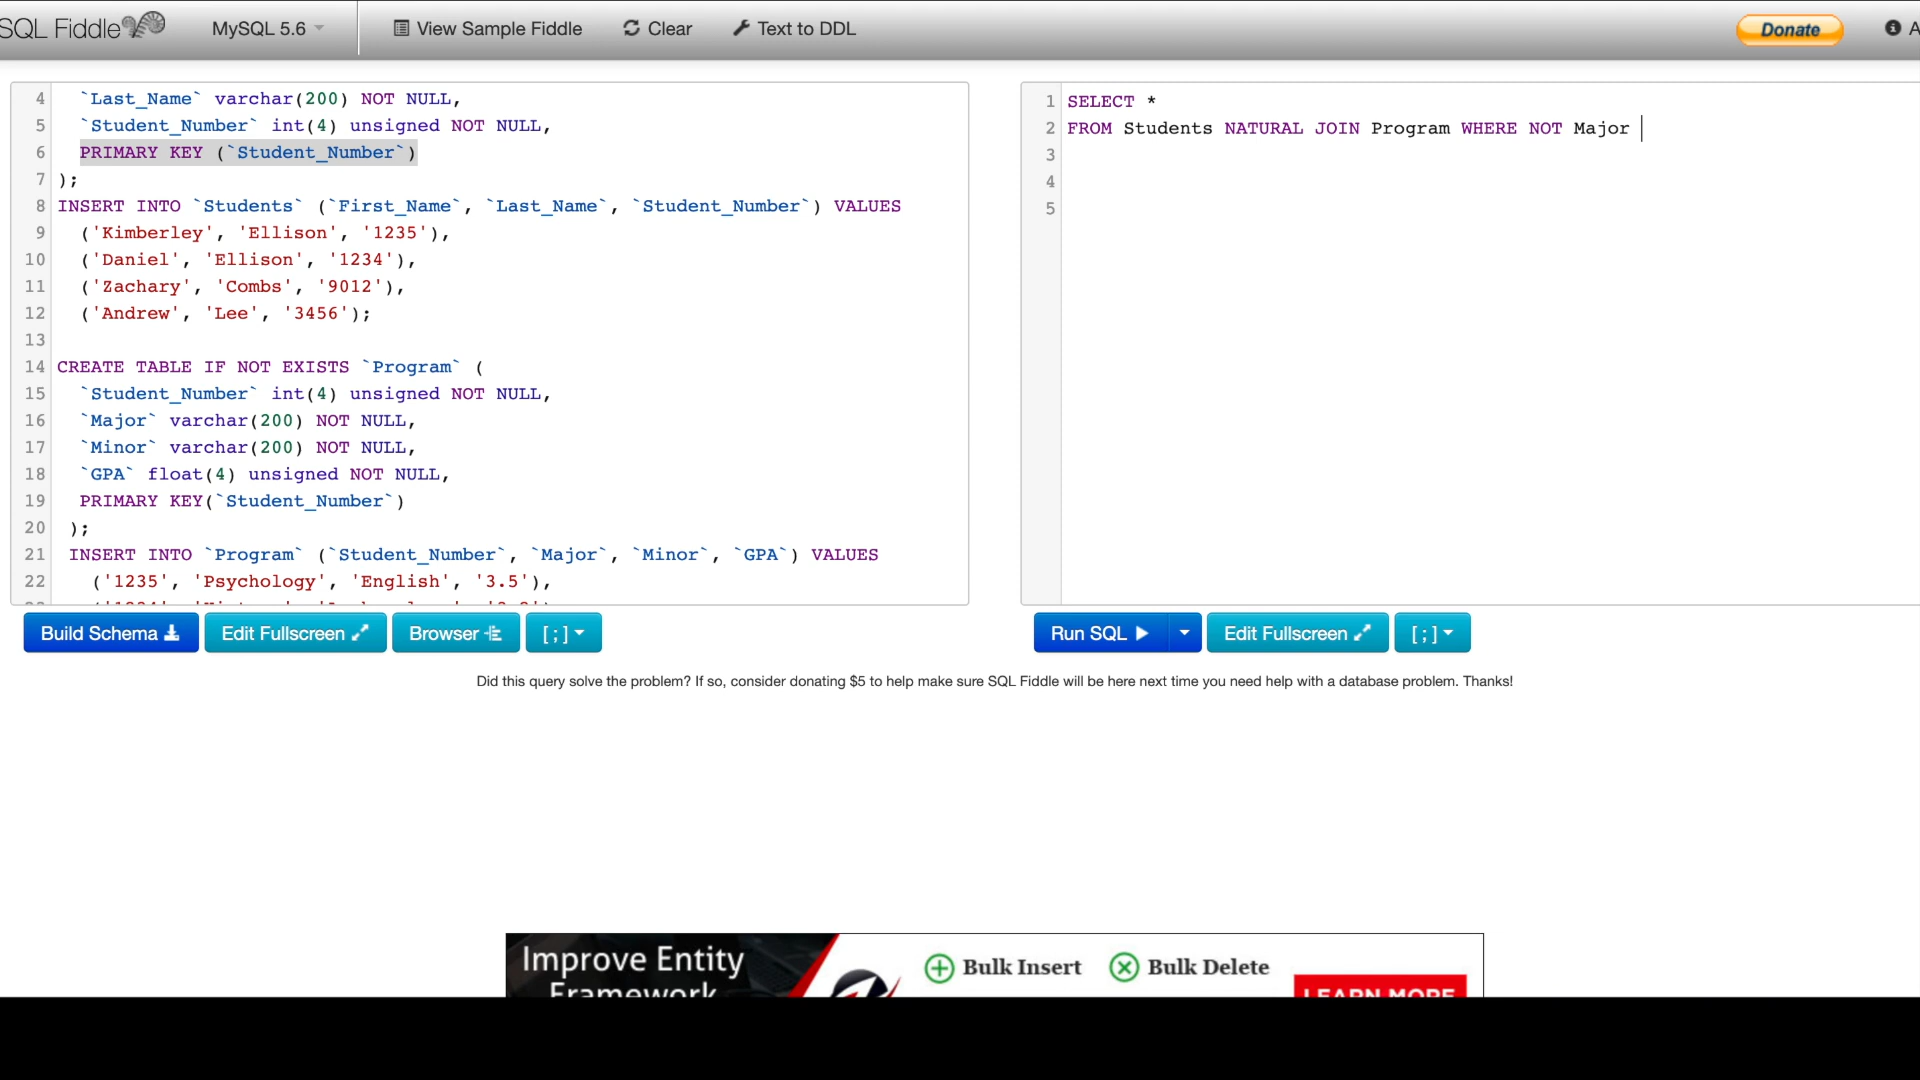 SQL Fiddle
MySQL 5.6
View Sample Fiddle
Clear
Text to DDL
Donate
A
4 `Last_Name` varchar(200) NOT NULL,
5 `Student_Number` int(4) unsigned NOT NULL,
6 PRIMARY KEY (`Student_Number`)
7 );
8 INSERT INTO `Students` (`First_Name`, `Last_Name`, `Student_Number`) VALUES
9 ('Kimberley', 'Ellison', '1235'),
10 ('Daniel', 'Ellison', '1234'),
11 ('Zachary', 'Combs', '9012'),
12 ('Andrew', 'Lee', '3456');
13
14 CREATE TABLE IF NOT EXISTS `Program` (
15 `Student_Number` int(4) unsigned NOT NULL,
16 `Major` varchar(200) NOT NULL,
17 `Minor` varchar(200) NOT NULL,
18 `GPA` float(4) unsigned NOT NULL,
19 PRIMARY KEY(`Student_Number`)
20 );
21 INSERT INTO `Program` (`Student_Number`, `Major`, `Minor`, `GPA`) VALUES
22 ('1235', 'Psychology', 'English', '3.5'),
1 SELECT *
2 FROM Students NATURAL JOIN Program WHERE NOT Major
3
4
5
Build Schema
Edit Fullscreen
Browser
[ ; ]
Run SQL
Edit Fullscreen
[ ; ]
Did this query solve the problem? If so, consider donating $5 to help make sure SQL Fiddle will be here next time you need help with a database problem. Thanks!
Improve Entity
Framework
Bulk Insert
Bulk Delete
LEARN MORE